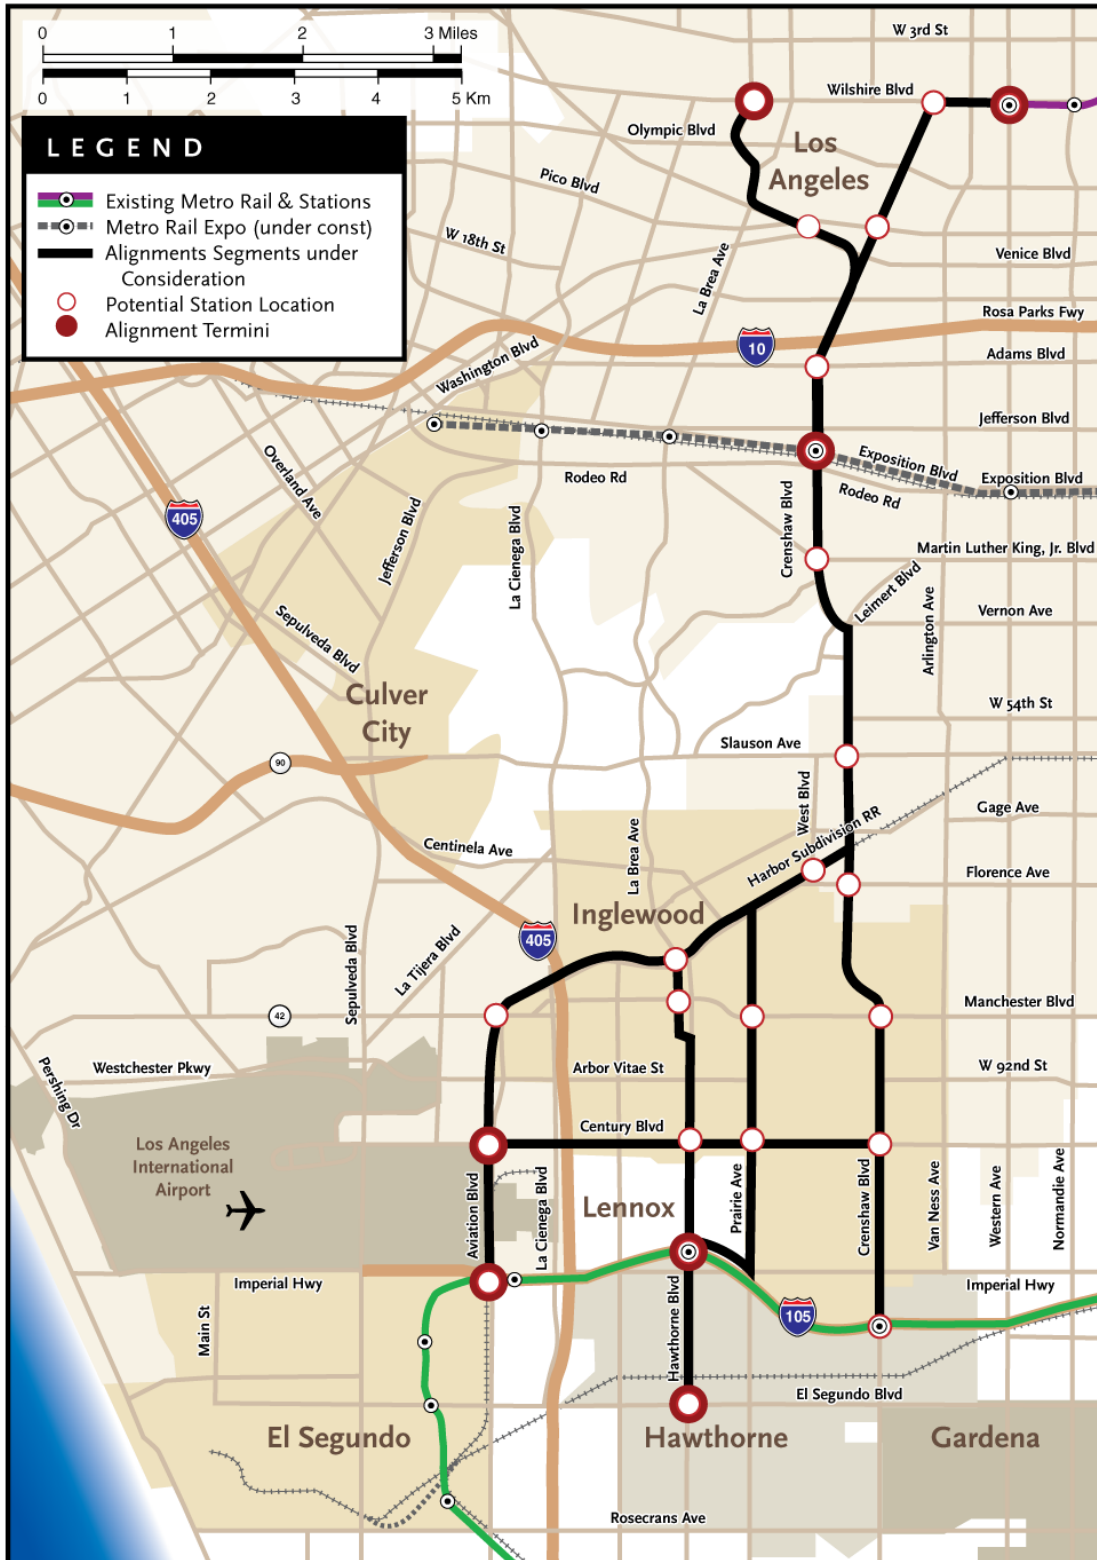 0 1 2 3 Miles
0 1 2 3 4 5 Km
LEGEND
Existing Metro Rail & Stations
Metro Rail Expo (under const)
Alignments Segments under
Consideration
Potential Station Location
Alignment Termini
W 3rd St
Wilshire Blvd
Olympic Blvd
Los
Angeles
Pico Blvd
W 18th St
Venice Blvd
La Brea Ave
Rosa Parks Fwy
10
Adams Blvd
Washington Blvd
Jefferson Blvd
Exposition Blvd
Exposition Blvd
Rodeo Rd
Rodeo Rd
Overland Ave
405
Jefferson Blvd
La Cienega Blvd
Crenshaw Blvd
Martin Luther King, Jr. Blvd
Leimert Blvd
Vernon Ave
Arlington Ave
Sepulveda Blvd
Culver
City
W 54th St
Slauson Ave
90
West Blvd
Gage Ave
Harbor Subdivision RR
Centinela Ave
La Brea Ave
Florence Ave
Inglewood
405
La Tijera Blvd
Sepulveda Blvd
Manchester Blvd
42
Pershing Dr
Westchester Pkwy
Arbor Vitae St
W 92nd St
Century Blvd
Los Angeles
International
Airport
Aviation Blvd
La Cienega Blvd
Lennox
Prairie Ave
Crenshaw Blvd
Van Ness Ave
Western Ave
Normandie Ave
Imperial Hwy
Imperial Hwy
105
Main St
Hawthorne Blvd
El Segundo Blvd
El Segundo
Hawthorne
Gardena
Rosecrans Ave